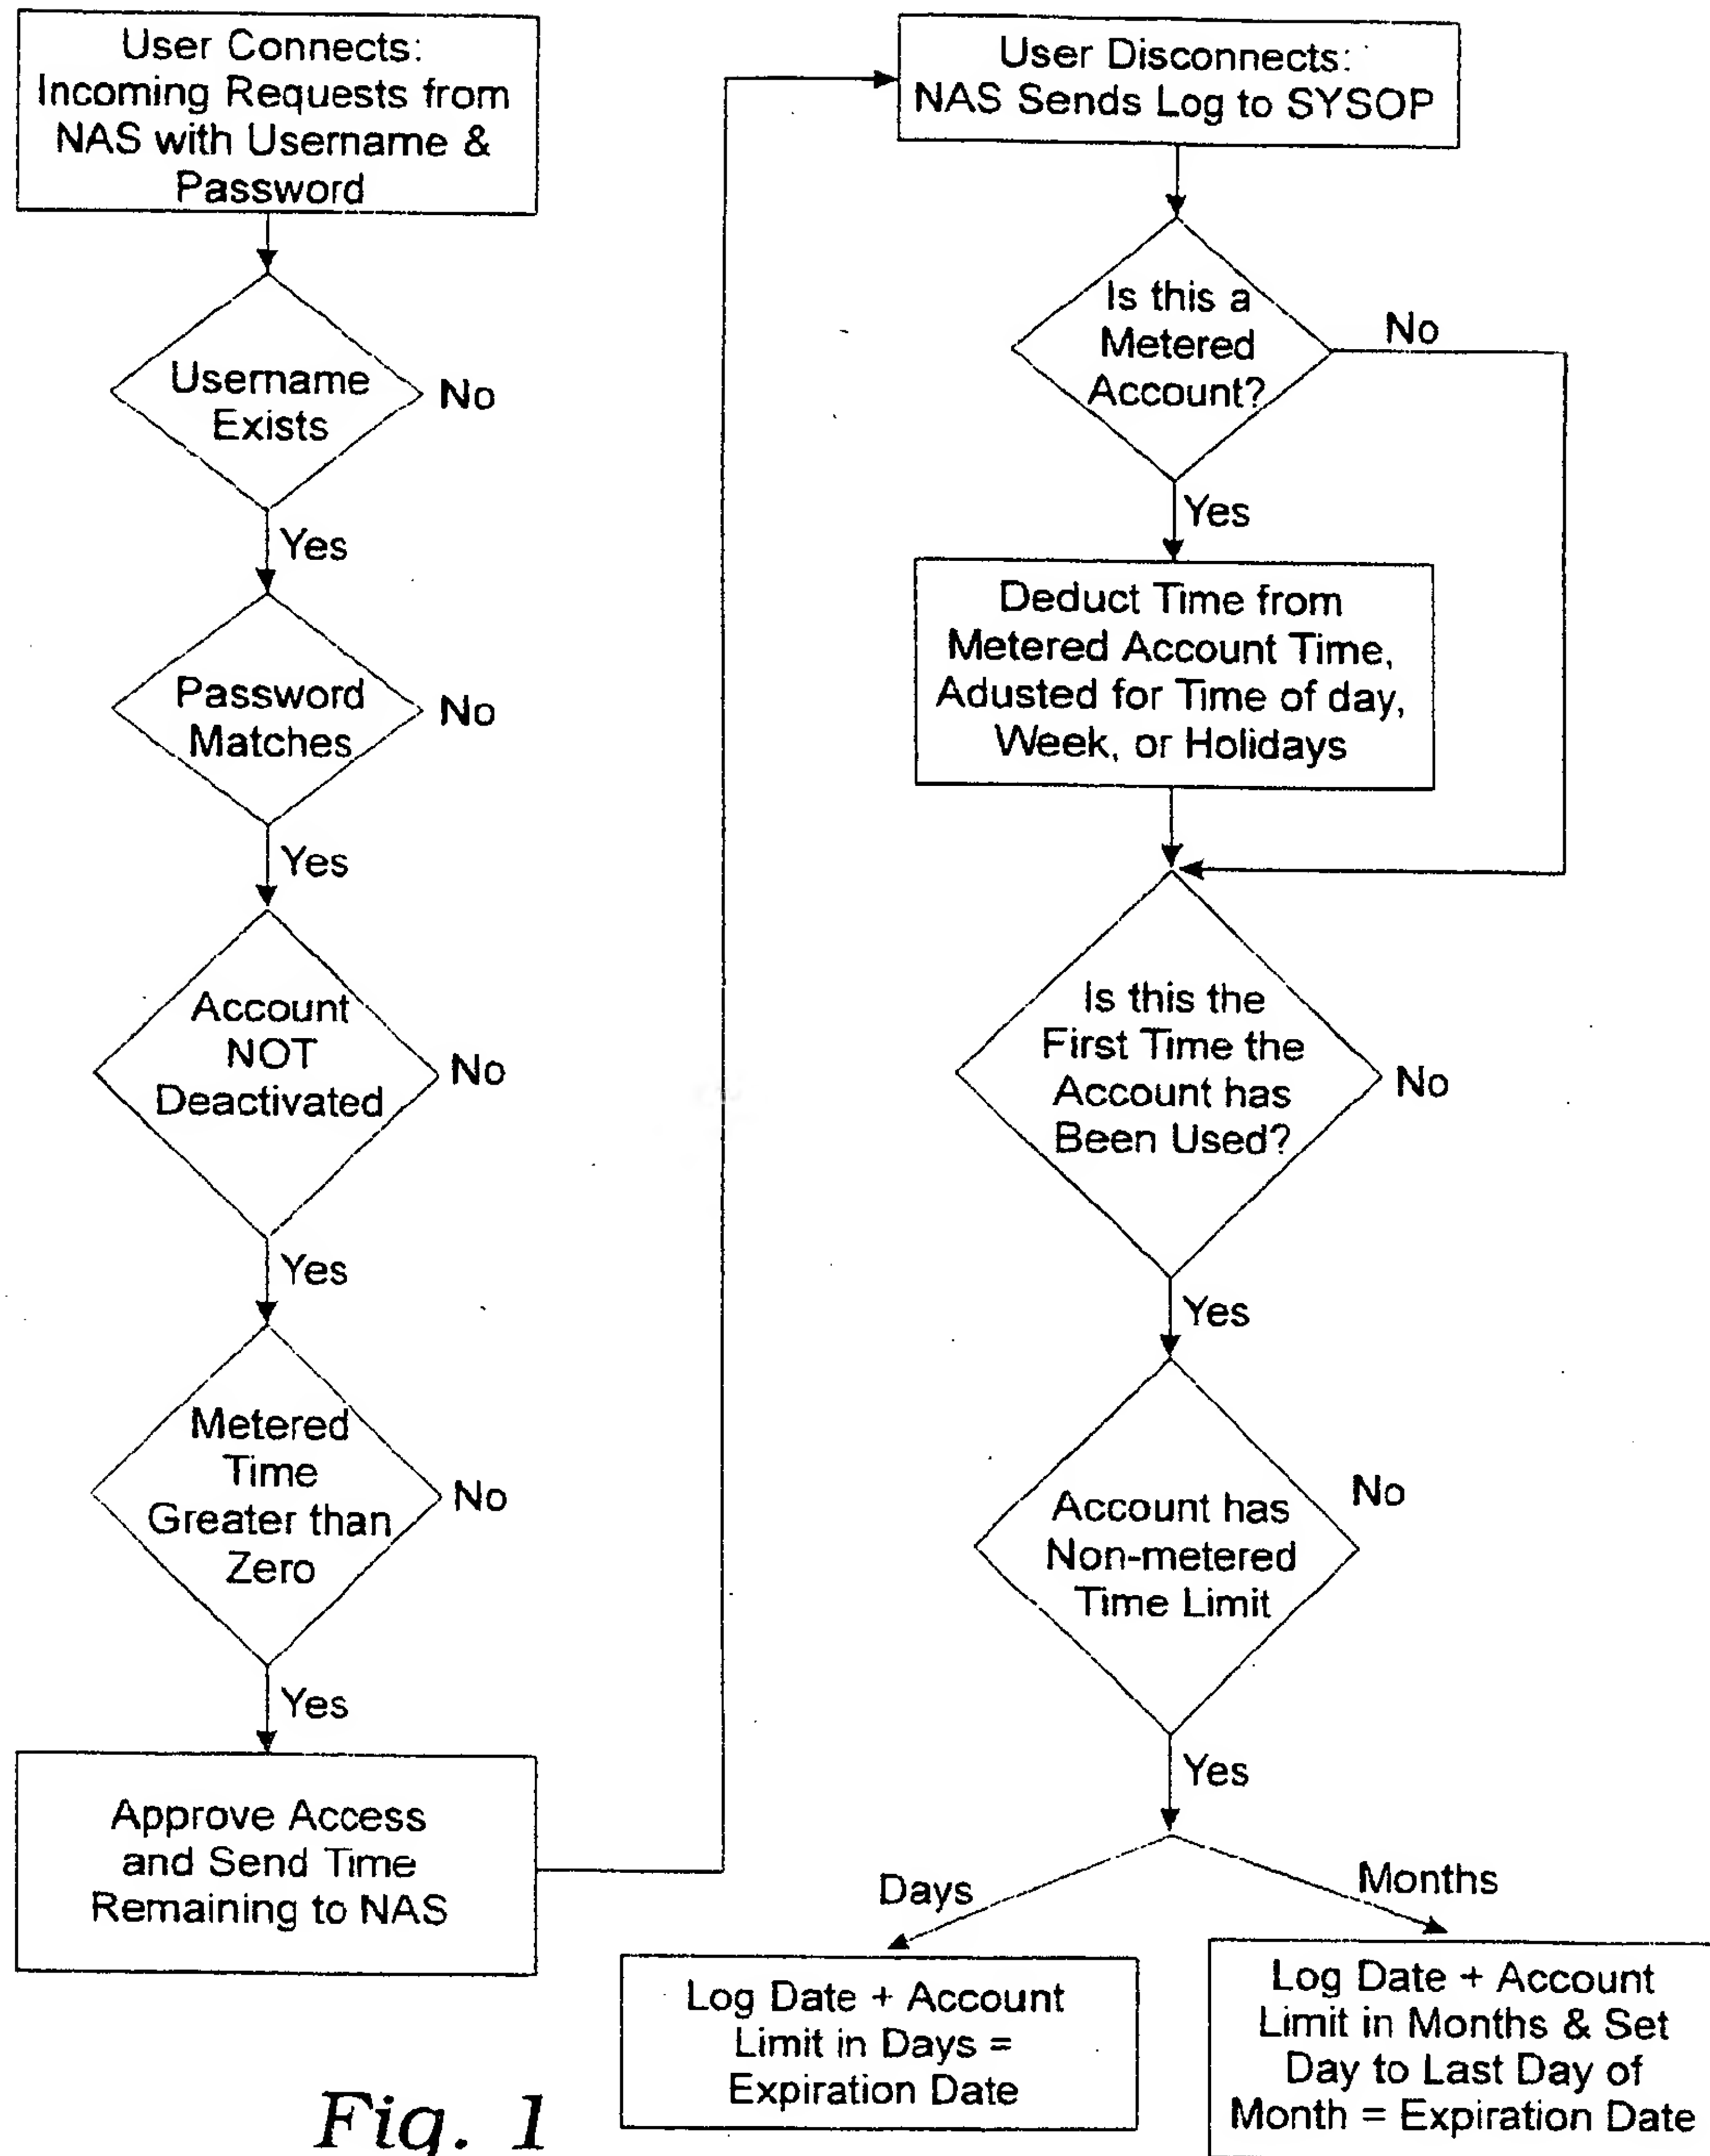 User Connects:
Incoming Requests from
NAS with Username &
Password
Username
Exists
No
Yes
Password
Matches
No
Yes
Account
NOT
Deactivated
No
Yes
Metered
Time
Greater than
Zero
No
Yes
Approve Access
and Send Time
Remaining to NAS
User Disconnects:
NAS Sends Log to SYSOP
Is this a
Metered
Account?
No
Yes
Deduct Time from
Metered Account Time,
Adusted for Time of day,
Week, or Holidays
Is this the
First Time the
Account has
Been Used?
No
Yes
Account has
Non-metered
Time Limit
No
Yes
Days
Months
Log Date + Account
Limit in Days =
Expiration Date
Log Date + Account
Limit in Months & Set
Day to Last Day of
Month = Expiration Date
Fig. 1